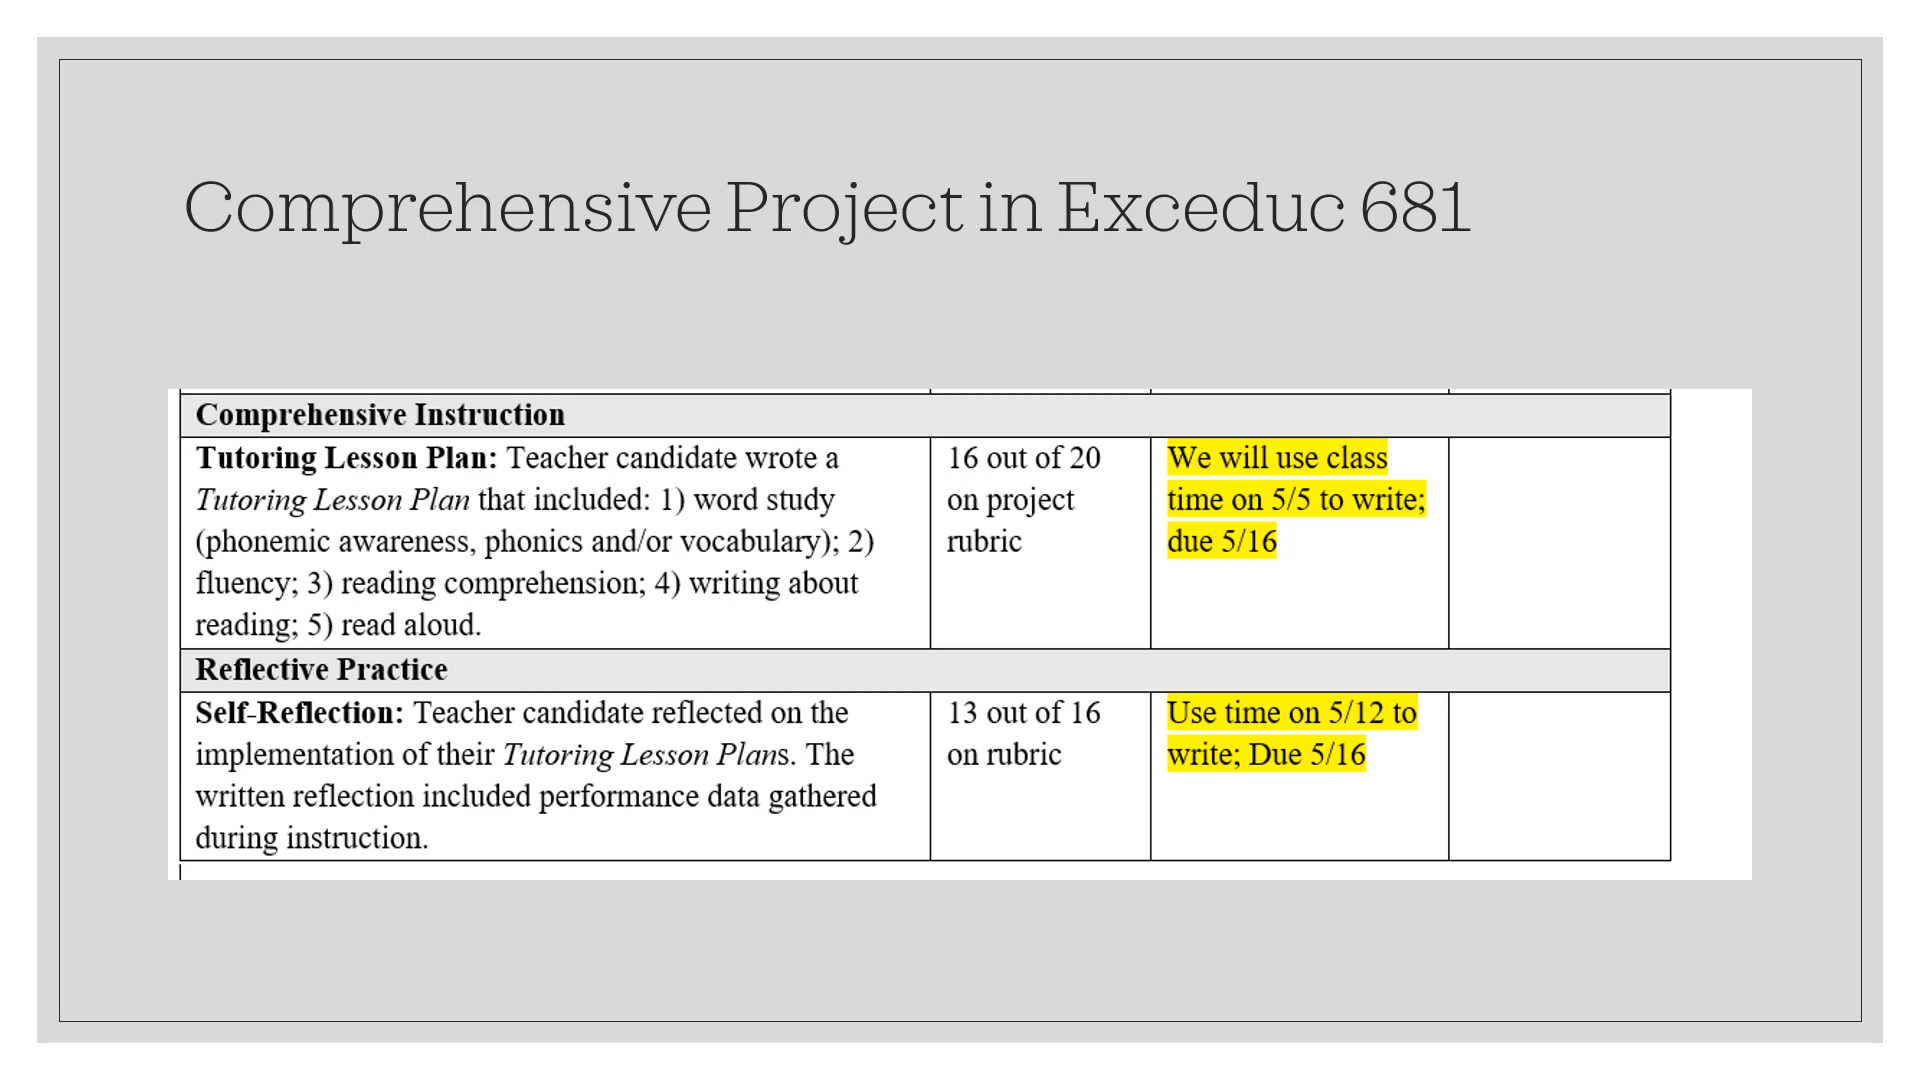 Comprehensive Project in Exceduc 681
Comprehensive Instruction
Tutoring Lesson Plan: Teacher candidate wrote a
Tutoring Lesson Plan that included: 1) word study
(phonemic awareness, phonics and/or vocabulary); 2)
fluency; 3) reading comprehension; 4) writing about
reading; 5) read aloud.
16 out of 20
on project
rubric
We will use class
time on 5/5 to write;
due 5/16
Reflective Practice
Self-Reflection: Teacher candidate reflected on the
implementation of their Tutoring Lesson Plans. The
written reflection included performance data gathered
during instruction.
13 out of 16
on rubric
Use time on 5/12 to
write; Due 5/16